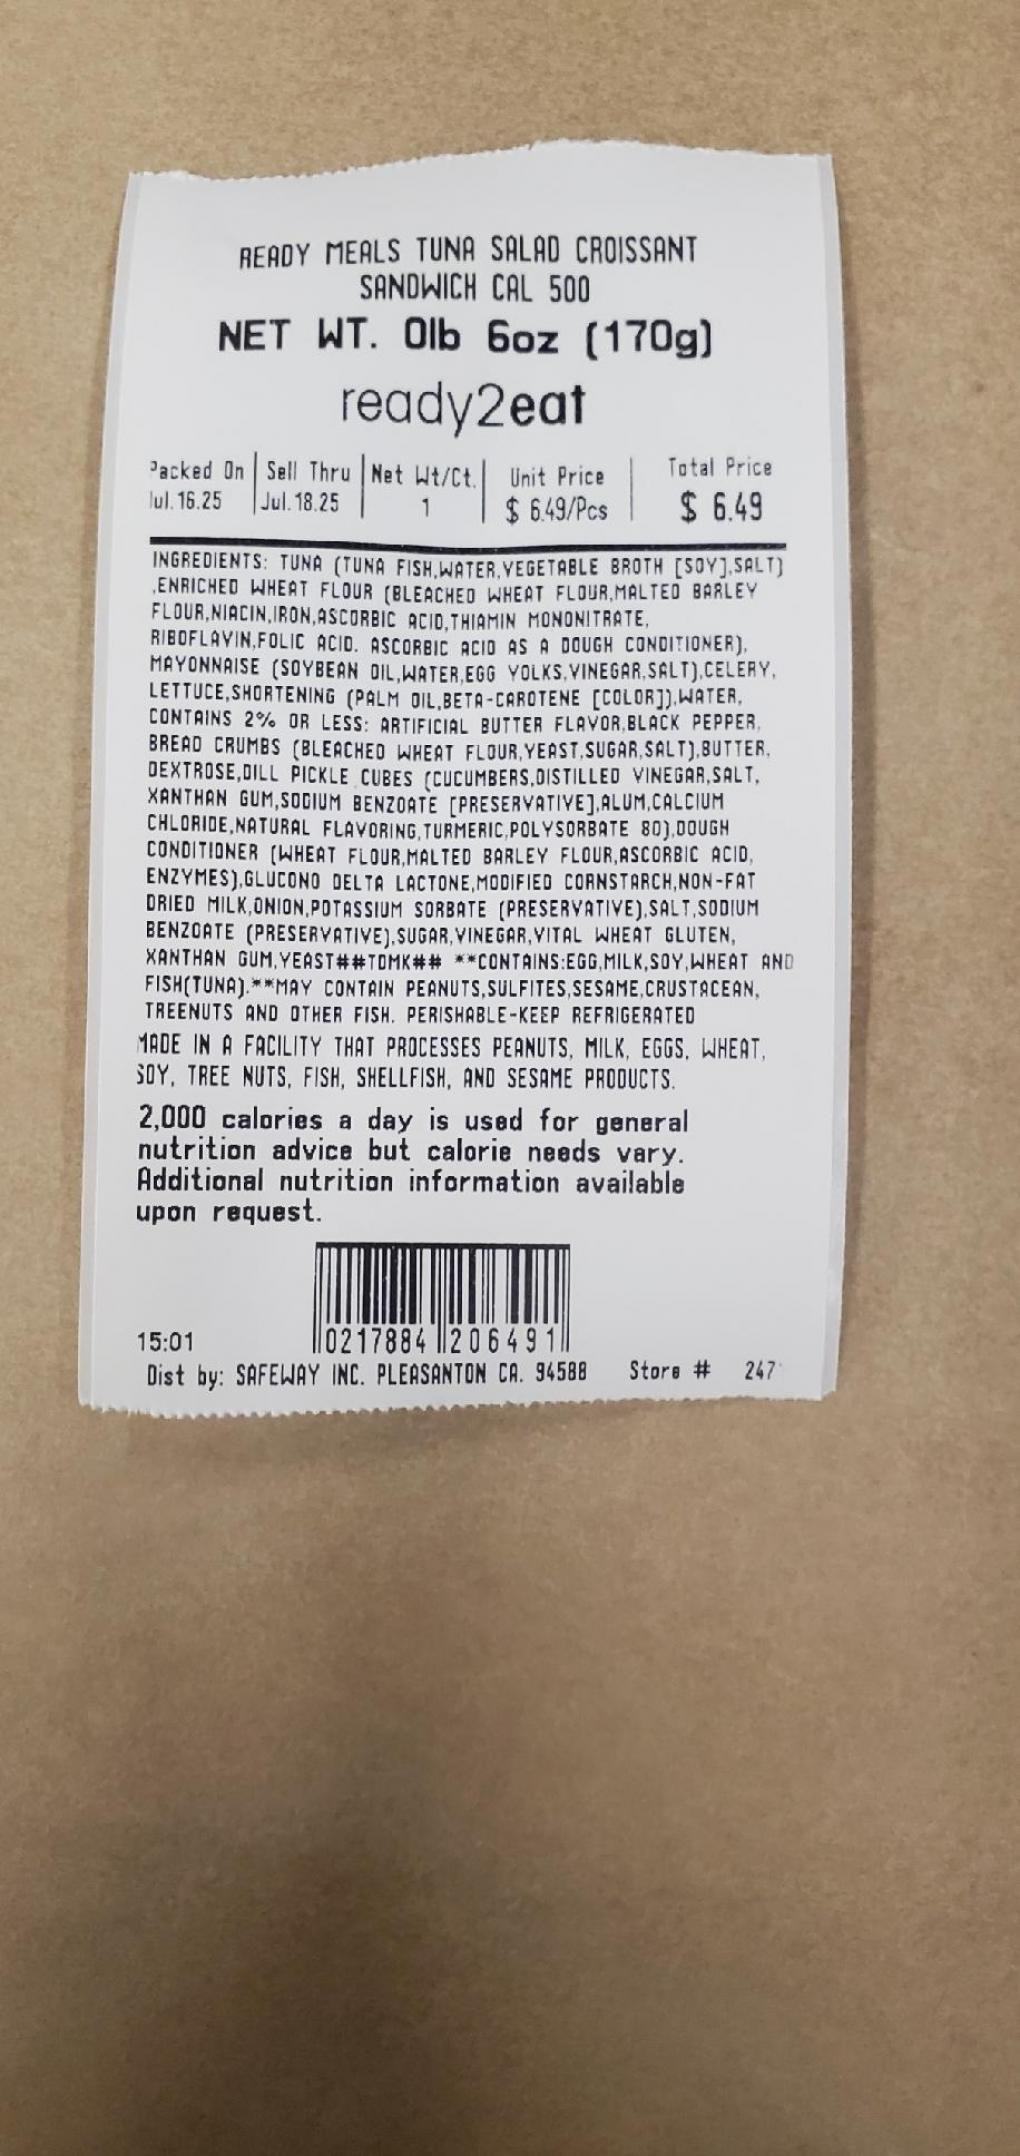 READY MEALS TUNA SALAD CROISSANT
SANDWICH CAL 500
NET WT. 0lb 6oz (170g)
ready2eat
Packed On Sell Thru Net Wt/Ct. Unit Price Total Price
Jul.16.25 Jul.18.25 1 $ 6.49/Pcs $ 6.49
INGREDIENTS: TUNA (TUNA FISH,WATER,VEGETABLE BROTH [SOY],SALT)
,ENRICHED WHEAT FLOUR (BLEACHED WHEAT FLOUR,MALTED BARLEY
FLOUR,NIACIN,IRON,ASCORBIC ACID,THIAMIN MONONITRATE,
RIBOFLAVIN,FOLIC ACID. ASCORBIC ACID AS A DOUGH CONDITIONER),
MAYONNAISE (SOYBEAN OIL,WATER,EGG YOLKS,VINEGAR,SALT),CELERY,
LETTUCE,SHORTENING (PALM OIL,BETA-CAROTENE [COLOR]),WATER,
CONTAINS 2% OR LESS: ARTIFICIAL BUTTER FLAVOR,BLACK PEPPER,
BREAD CRUMBS (BLEACHED WHEAT FLOUR,YEAST,SUGAR,SALT),BUTTER,
DEXTROSE,DILL PICKLE CUBES (CUCUMBERS,DISTILLED VINEGAR,SALT,
XANTHAN GUM,SODIUM BENZOATE [PRESERVATIVE],ALUM,CALCIUM
CHLORIDE,NATURAL FLAVORING,TURMERIC,POLYSORBATE 80),DOUGH
CONDITIONER (WHEAT FLOUR,MALTED BARLEY FLOUR,ASCORBIC ACID,
ENZYMES),GLUCONO DELTA LACTONE,MODIFIED CORNSTARCH,NON-FAT
DRIED MILK,ONION,POTASSIUM SORBATE (PRESERVATIVE),SALT,SODIUM
BENZOATE (PRESERVATIVE),SUGAR,VINEGAR,VITAL WHEAT GLUTEN,
XANTHAN GUM,YEAST##TDMK## **CONTAINS:EGG,MILK,SOY,WHEAT AND
FISH(TUNA).**MAY CONTAIN PEANUTS,SULFITES,SESAME,CRUSTACEAN,
TREENUTS AND OTHER FISH. PERISHABLE-KEEP REFRIGERATED
MADE IN A FACILITY THAT PROCESSES PEANUTS, MILK, EGGS, WHEAT,
SOY, TREE NUTS, FISH, SHELLFISH, AND SESAME PRODUCTS.
2,000 calories a day is used for general
nutrition advice but calorie needs vary.
Additional nutrition information available
upon request.
15:01 0217884 206491
Dist by: SAFEWAY INC. PLEASANTON CA. 94588 Store # 247